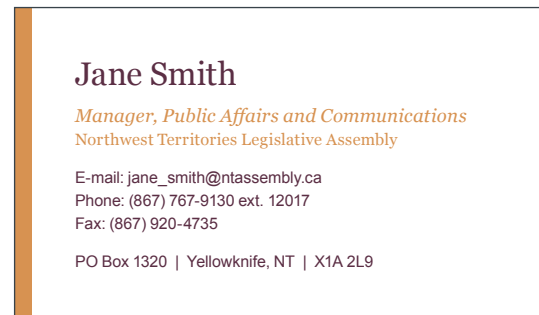 Jane Smith
Manager, Public Affairs and Communications
Northwest Territories Legislative Assembly
E-mail: jane_smith@ntassembly.ca
Phone: (867) 767-9130 ext. 12017
Fax: (867) 920-4735
PO Box 1320 | Yellowknife, NT | X1A 2L9